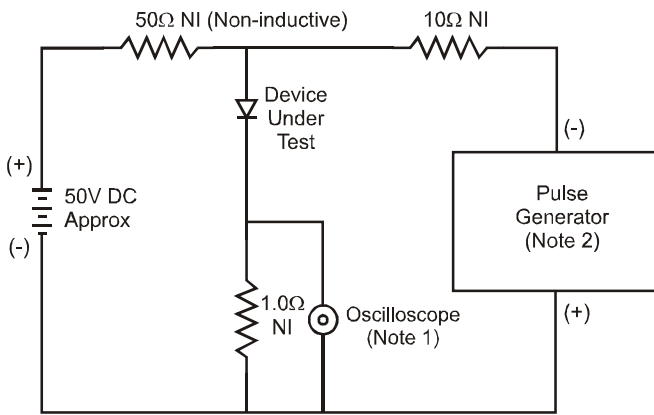 50Ω NI (Non-inductive)
10Ω NI
Device
Under
Test
(+)
50V DC
Approx
(-)
(-)
Pulse
Generator
(Note 2)
(+)
1.0Ω
NI
Oscilloscope
(Note 1)